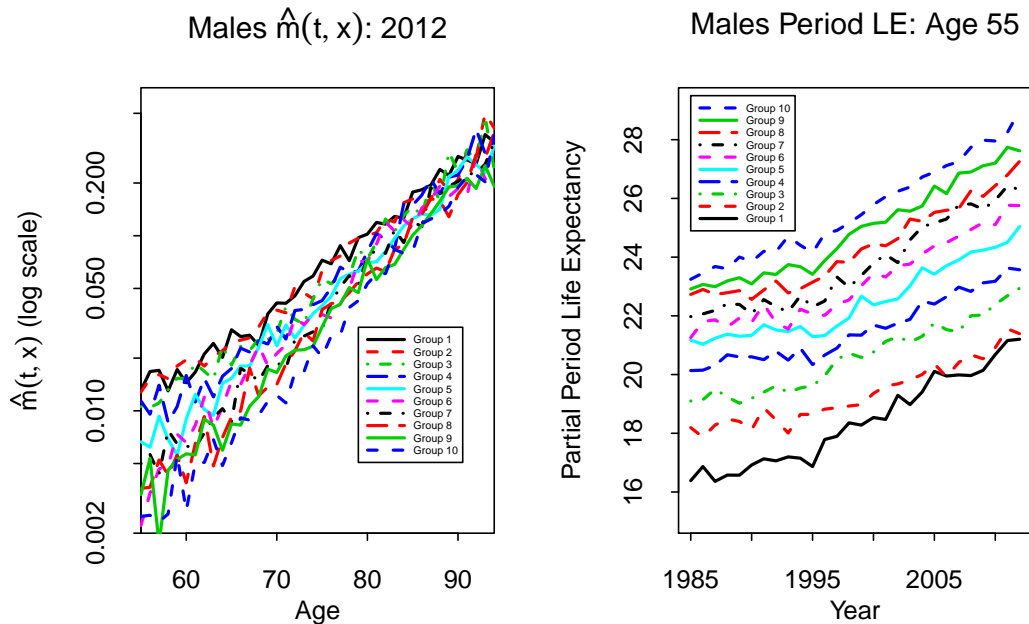 Males m̂(t, x): 2012
m̂(t, x) (log scale)
0.200
0.050
0.010
0.002
Group 1
Group 2
Group 3
Group 4
Group 5
Group 6
Group 7
Group 8
Group 9
Group 10
60 70 80 90
Age
Males Period LE: Age 55
Partial Period Life Expectancy
28
26
24
22
20
18
16
Group 10
Group 9
Group 8
Group 7
Group 6
Group 5
Group 4
Group 3
Group 2
Group 1
1985 1995 2005
Year